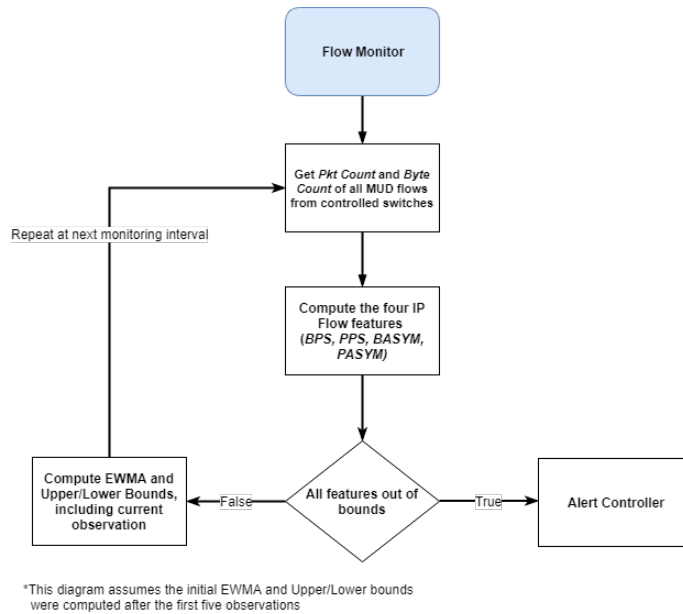 Flow Monitor
Get Pkt Count and Byte
Count of all MUD flows
from controlled switches
Repeat at next monitoring interval
Compute the four IP
Flow features
(BPS, PPS, BASYM,
PASYM)
Compute EWMA and
Upper/Lower Bounds,
including current
observation
False
All features out of
bounds
True
Alert Controller
*This diagram assumes the initial EWMA and Upper/Lower bounds
were computed after the first five observations